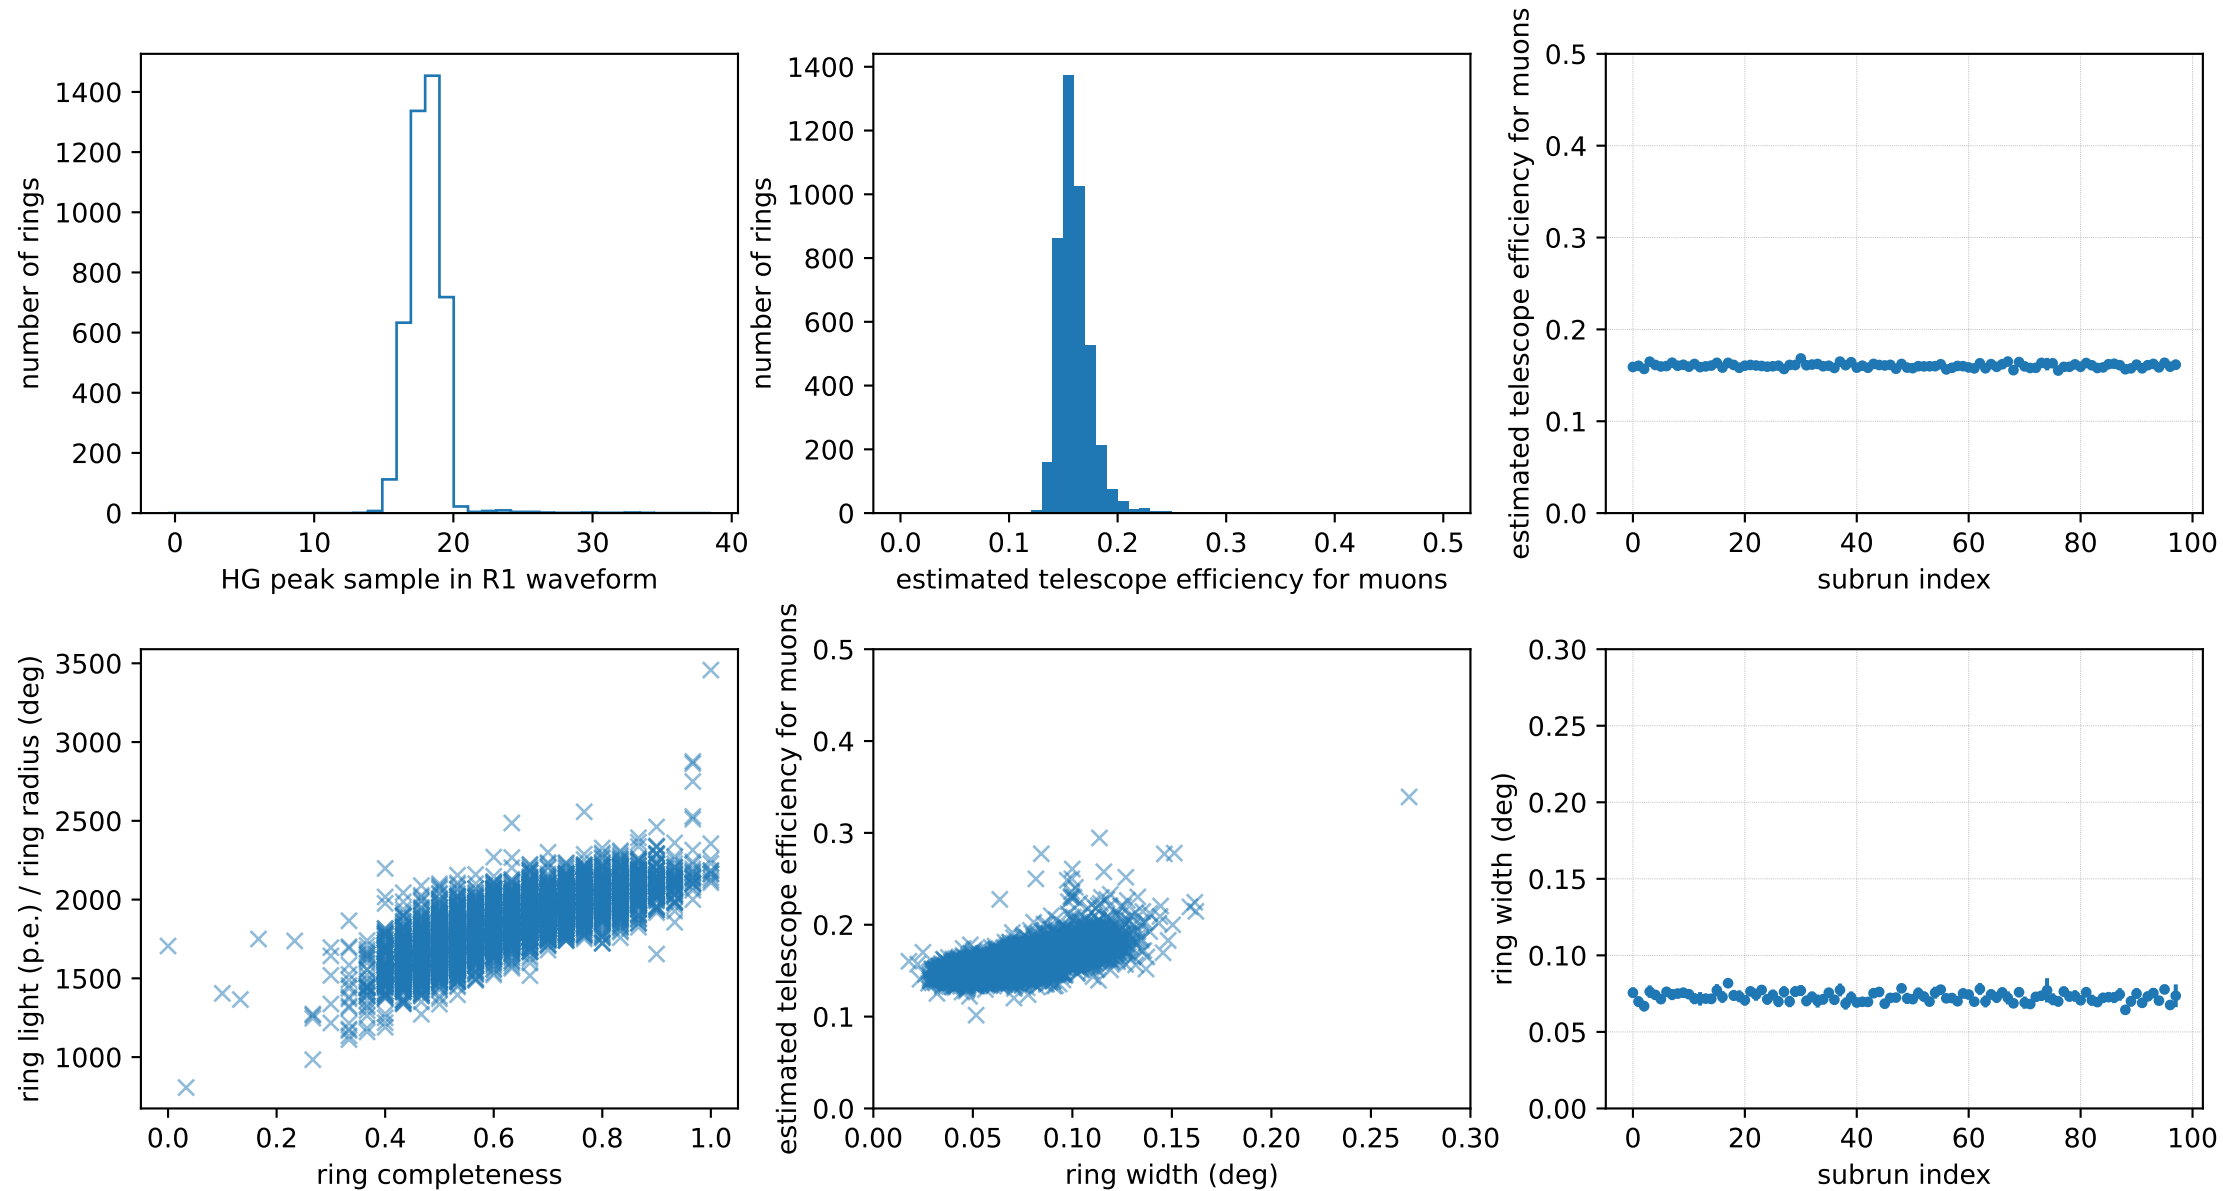 1400
1200
1000
800
600
400
200
0
number of rings
0 10 20 30 40
HG peak sample in R1 waveform
1400
1200
1000
800
600
400
200
0
number of rings
0.0 0.1 0.2 0.3 0.4 0.5
estimated telescope efficiency for muons
0.5
0.4
0.3
0.2
0.1
0.0
estimated telescope efficiency for muons
0 20 40 60 80 100
subrun index
3500
3000
2500
2000
1500
1000
ring light (p.e.) / ring radius (deg)
0.0 0.2 0.4 0.6 0.8 1.0
ring completeness
0.5
0.4
0.3
0.2
0.1
0.0
estimated telescope efficiency for muons
0.00 0.05 0.10 0.15 0.20 0.25 0.30
ring width (deg)
0.30
0.25
0.20
0.15
0.10
0.05
0.00
ring width (deg)
0 20 40 60 80 100
subrun index